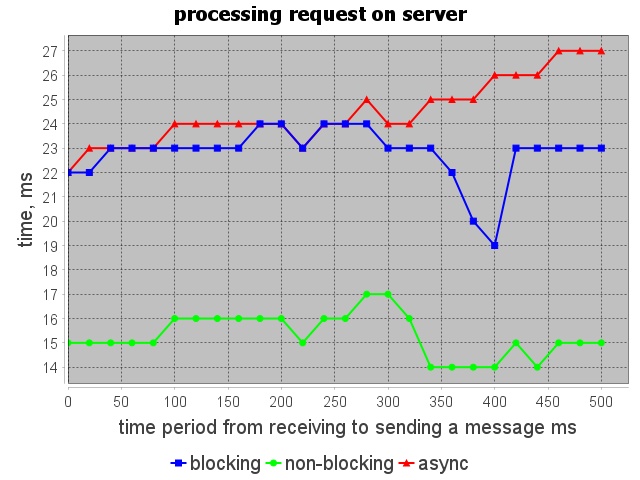 processing request on server
27
26
25
24
23
22
21
20
19
18
17
16
15
14
time, ms
0 50 100 150 200 250 300 350 400 450 500
time period from receiving to sending a message ms
blocking non-blocking async